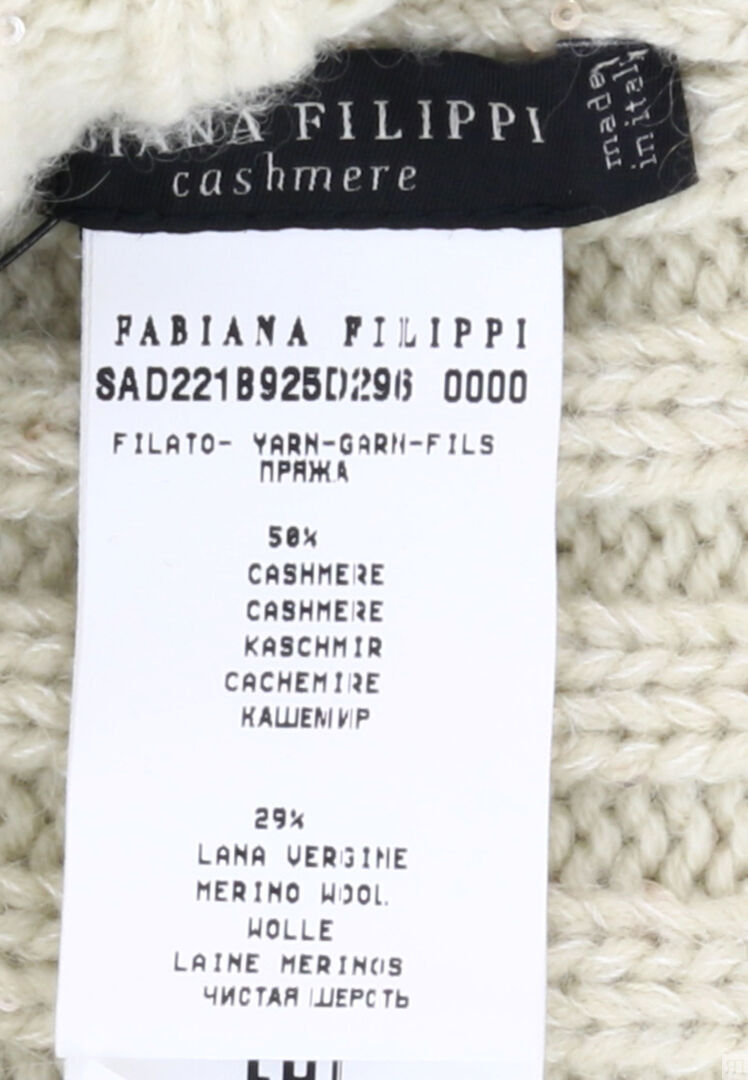 FILIPPI
cashmere
made
in italy
FABIANA FILIPPI
SAD221B925D296 0000
FILATO- YARN-GARN-FILS
ПРЯЖА
50%
CASHMERE
CASHMERE
KASCHMIR
CACHEMIRE
КАШЕМИР
29%
LANA VERGINE
MERINO WOOL
WOLLE
LAINE MERINOS
ЧИСТАЯ ШЕРСТЬ